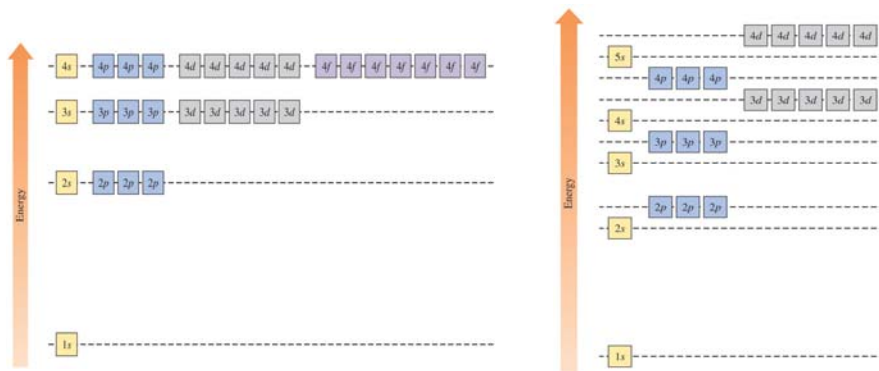 4s 4p 4p 4p 4d 4d 4d 4d 4d 4f 4f 4f 4f 4f 4f 4f
3s 3p 3p 3p 3d 3d 3d 3d 3d
2s 2p 2p 2p
1s
Energy
4d 4d 4d 4d 4d
5s
4p 4p 4p
3d 3d 3d 3d 3d
4s
3p 3p 3p
3s
2p 2p 2p
2s
1s
Energy